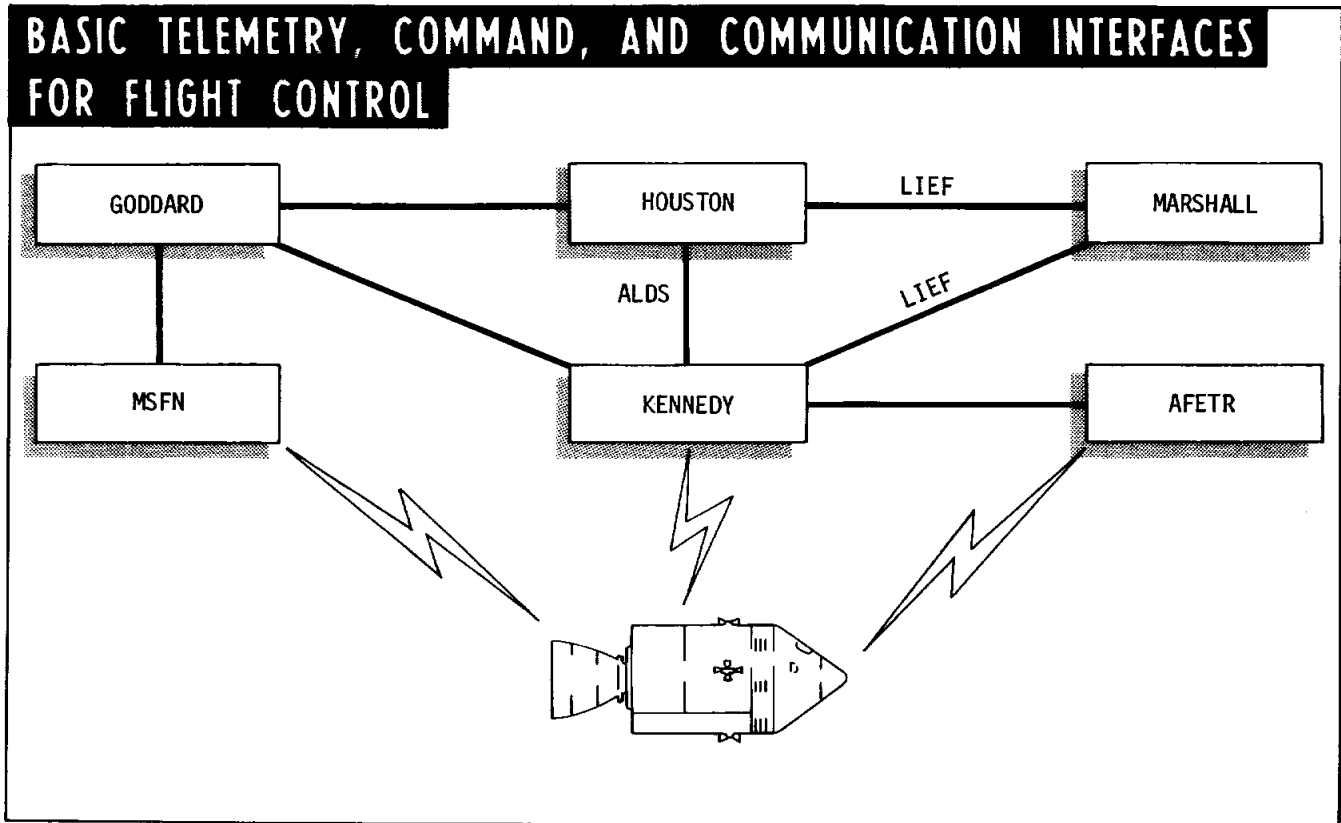 BASIC TELEMETRY, COMMAND, AND COMMUNICATION INTERFACES
FOR FLIGHT CONTROL
GODDARD
HOUSTON
LIEF
MARSHALL
ALDS
LIEF
MSFN
KENNEDY
AFETR